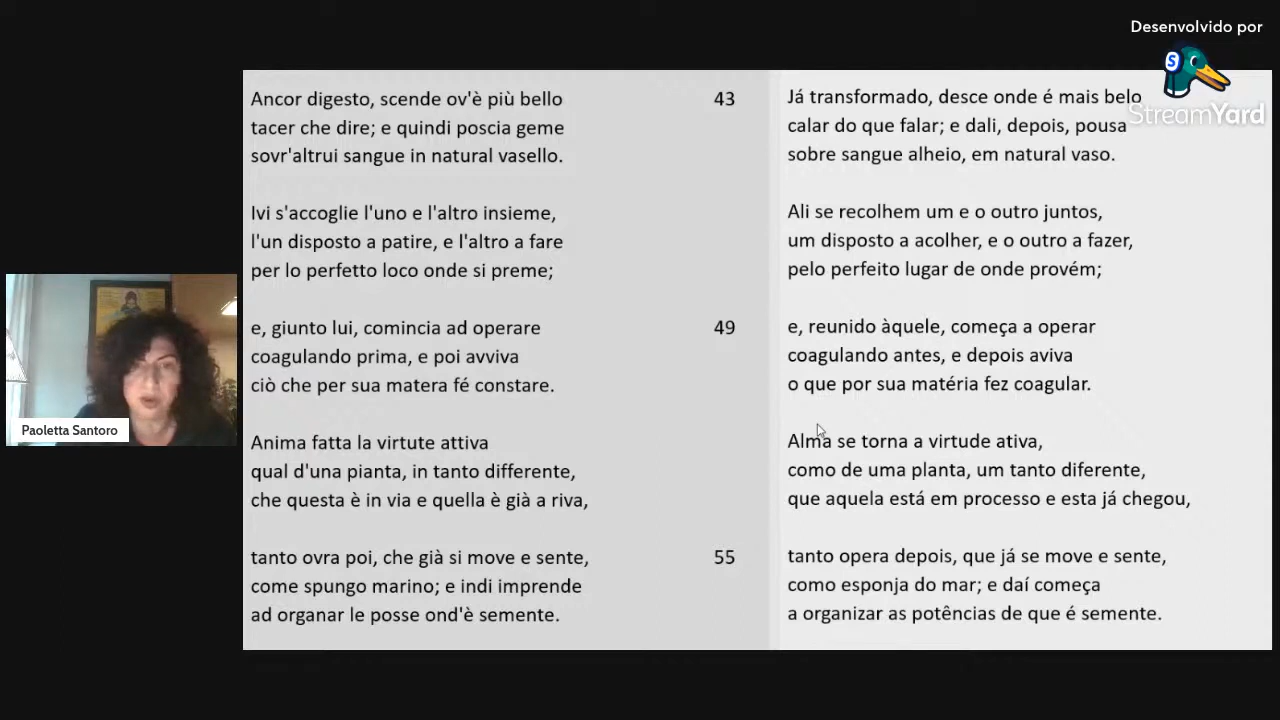 Desenvolvido por
S
StreamYard
Ancor digesto, scende ov'è più bello 43
tacer che dire; e quindi poscia geme
sovr'altrui sangue in natural vasello.
Ivi s'accoglie l'uno e l'altro insieme,
l'un disposto a patire, e l'altro a fare
per lo perfetto loco onde si preme;
e, giunto lui, comincia ad operare 49
coagulando prima, e poi avviva
ciò che per sua matera fé constare.
Anima fatta la virtute attiva
qual d'una pianta, in tanto differente,
che questa è in via e quella è già a riva,
tanto ovra poi, che già si move e sente, 55
come spungo marino; e indi imprende
ad organar le posse ond'è semente.
Já transformado, desce onde é mais belo
calar do que falar; e dali, depois, pousa
sobre sangue alheio, em natural vaso.
Ali se recolhem um e o outro juntos,
um disposto a acolher, e o outro a fazer,
pelo perfeito lugar de onde provém;
e, reunido àquele, começa a operar
coagulando antes, e depois aviva
o que por sua matéria fez coagular.
Alma se torna a virtude ativa,
como de uma planta, um tanto diferente,
que aquela está em processo e esta já chegou,
tanto opera depois, que já se move e sente,
como esponja do mar; e daí começa
a organizar as potências de que é semente.
Paoletta Santoro